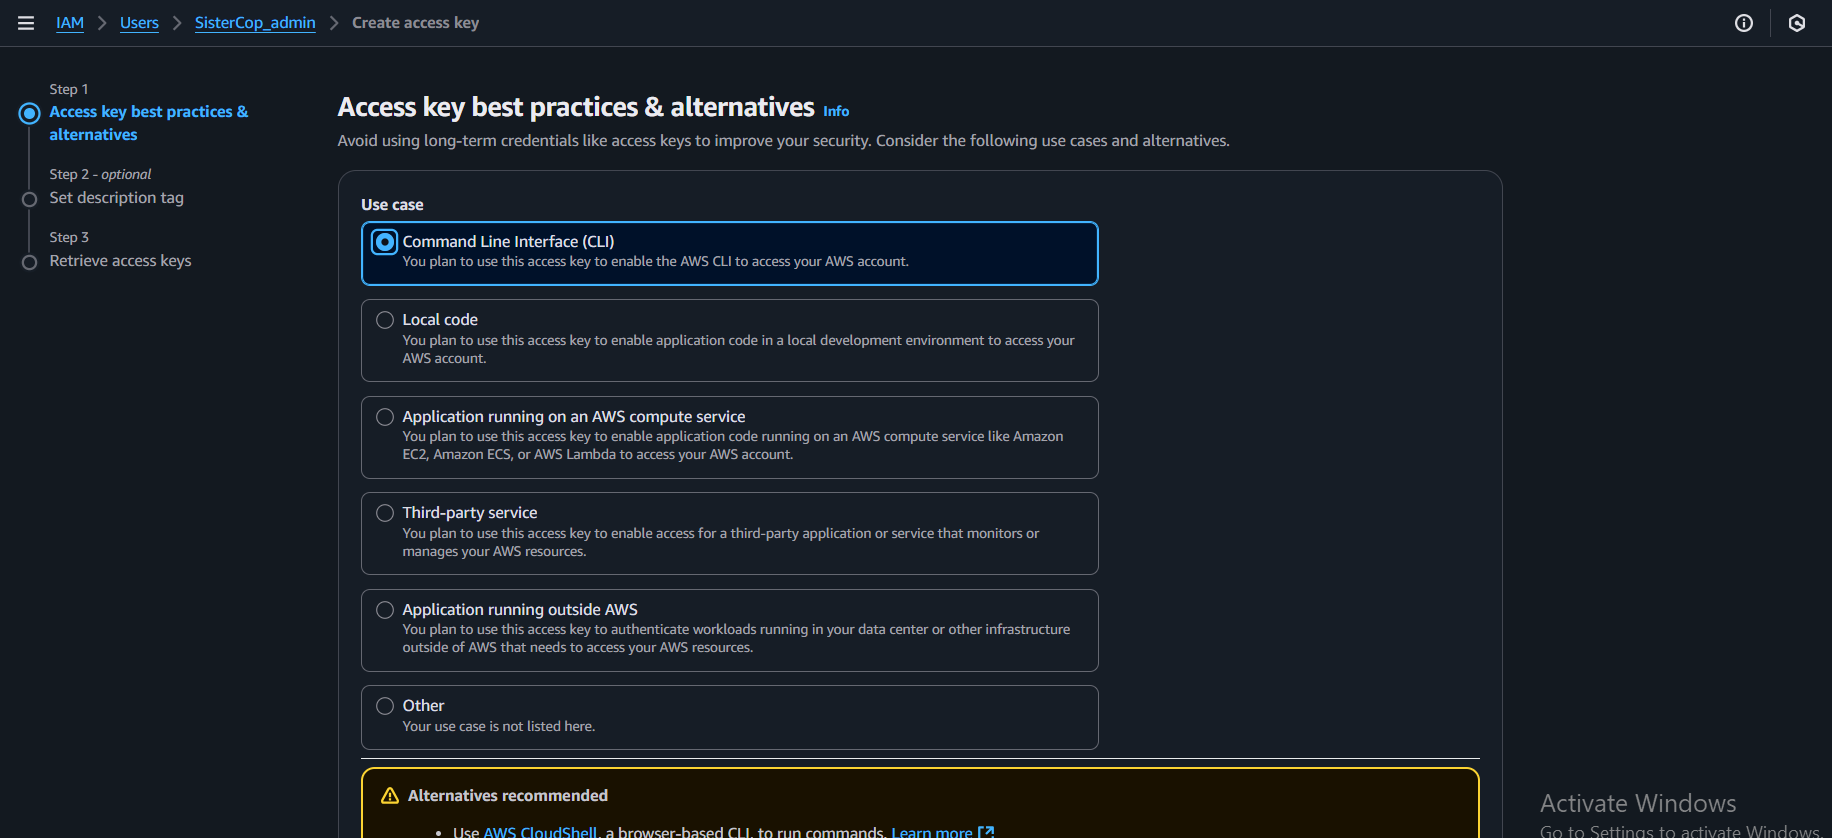 IAM > Users > SisterCop_admin > Create access key
Step 1
Access key best practices &
alternatives
Step 2 - optional
Set description tag
Step 3
Retrieve access keys
Access key best practices & alternatives Info
Avoid using long-term credentials like access keys to improve your security. Consider the following use cases and alternatives.
Use case
Command Line Interface (CLI)
You plan to use this access key to enable the AWS CLI to access your AWS account.
Local code
You plan to use this access key to enable application code in a local development environment to access your
AWS account.
Application running on an AWS compute service
You plan to use this access key to enable application code running on an AWS compute service like Amazon
EC2, Amazon ECS, or AWS Lambda to access your AWS account.
Third-party service
You plan to use this access key to enable access for a third-party application or service that monitors or
manages your AWS resources.
Application running outside AWS
You plan to use this access key to authenticate workloads running in your data center or other infrastructure
outside of AWS that needs to access your AWS resources.
Other
Your use case is not listed here.
Alternatives recommended
• Use AWS CloudShell, a browser-based CLI, to run commands. Learn more
Activate Windows
Go to Settings to activate Windows.